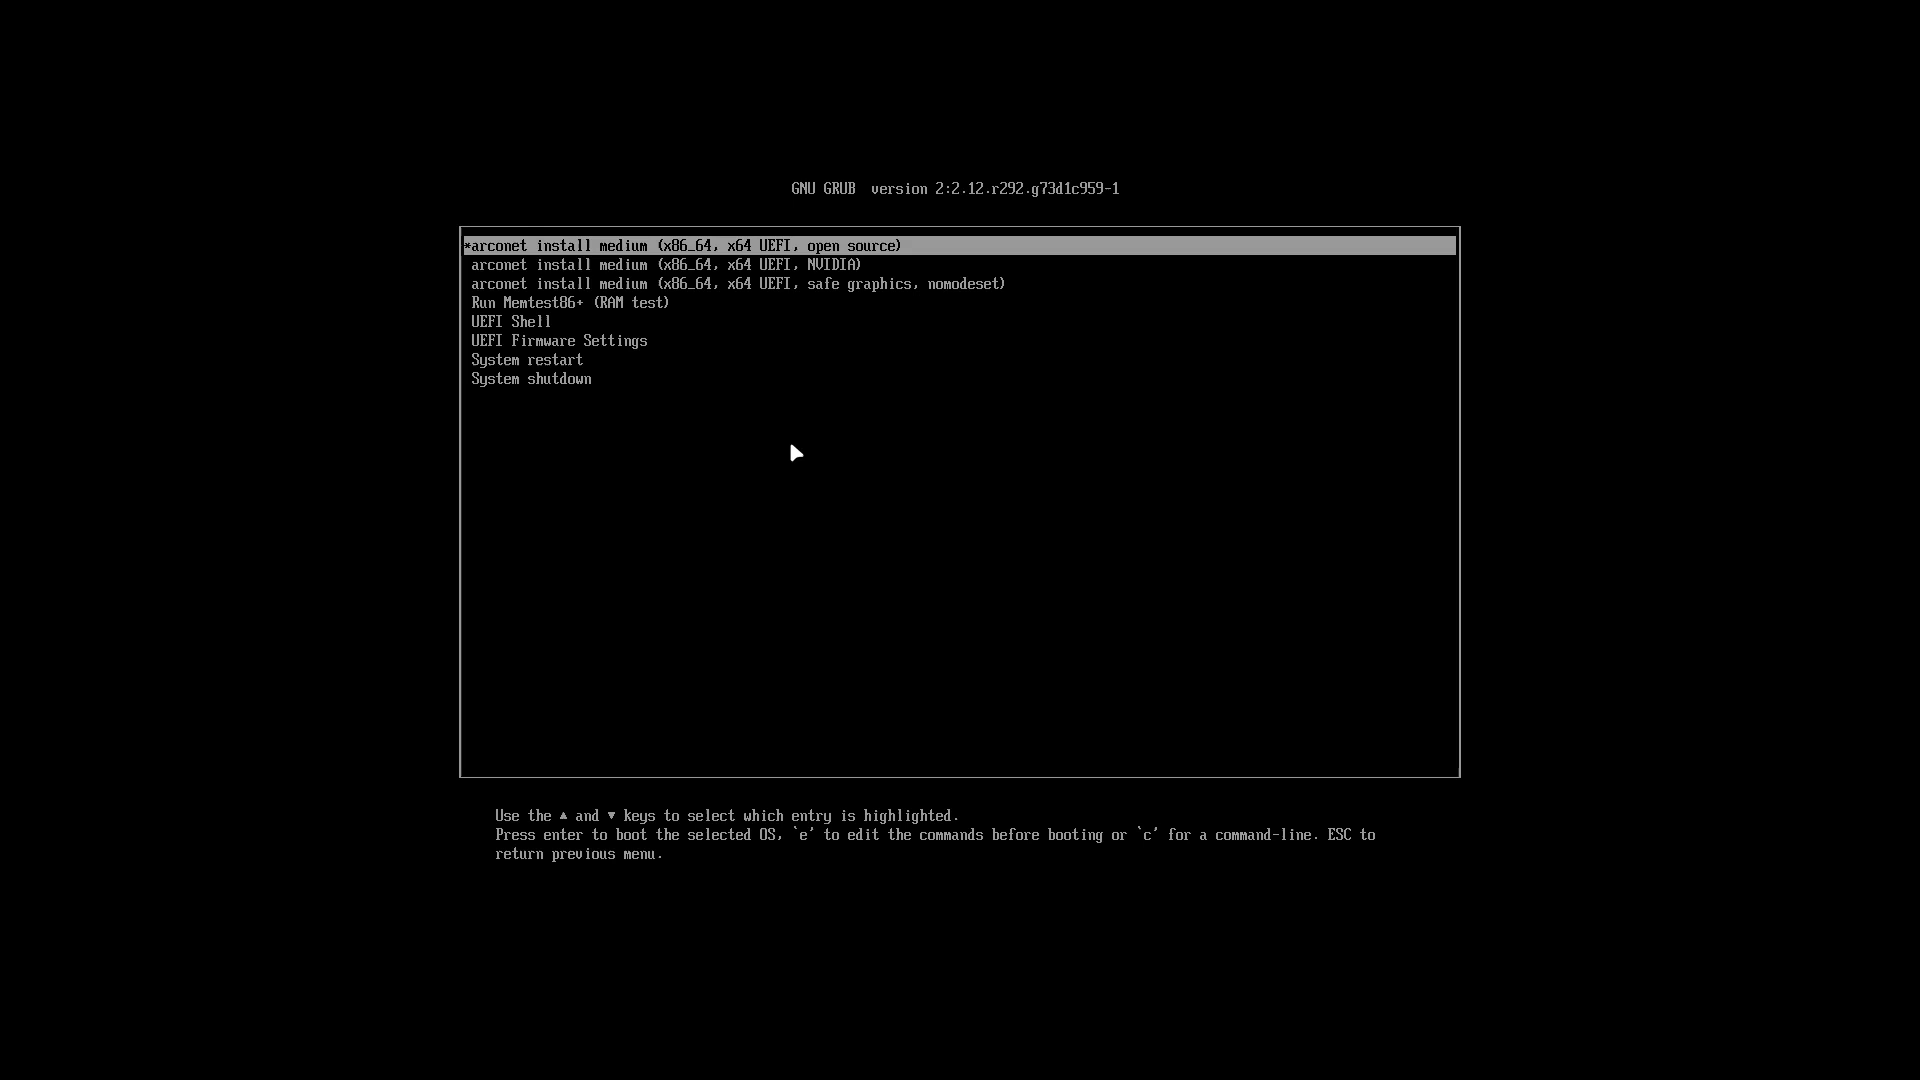 GNU GRUB  version 2:2.12.r292.g73d1c959-1
*arconet install medium (x86_64, x64 UEFI, open source)
arconet install medium (x86_64, x64 UEFI, NVIDIA)
arconet install medium (x86_64, x64 UEFI, safe graphics, nomodeset)
Run Memtest86+ (RAM test)
UEFI Shell
UEFI Firmware Settings
System restart
System shutdown
Use the ▲ and ▼ keys to select which entry is highlighted.
Press enter to boot the selected OS, `e' to edit the commands before booting or `c' for a command-line. ESC to
return previous menu.